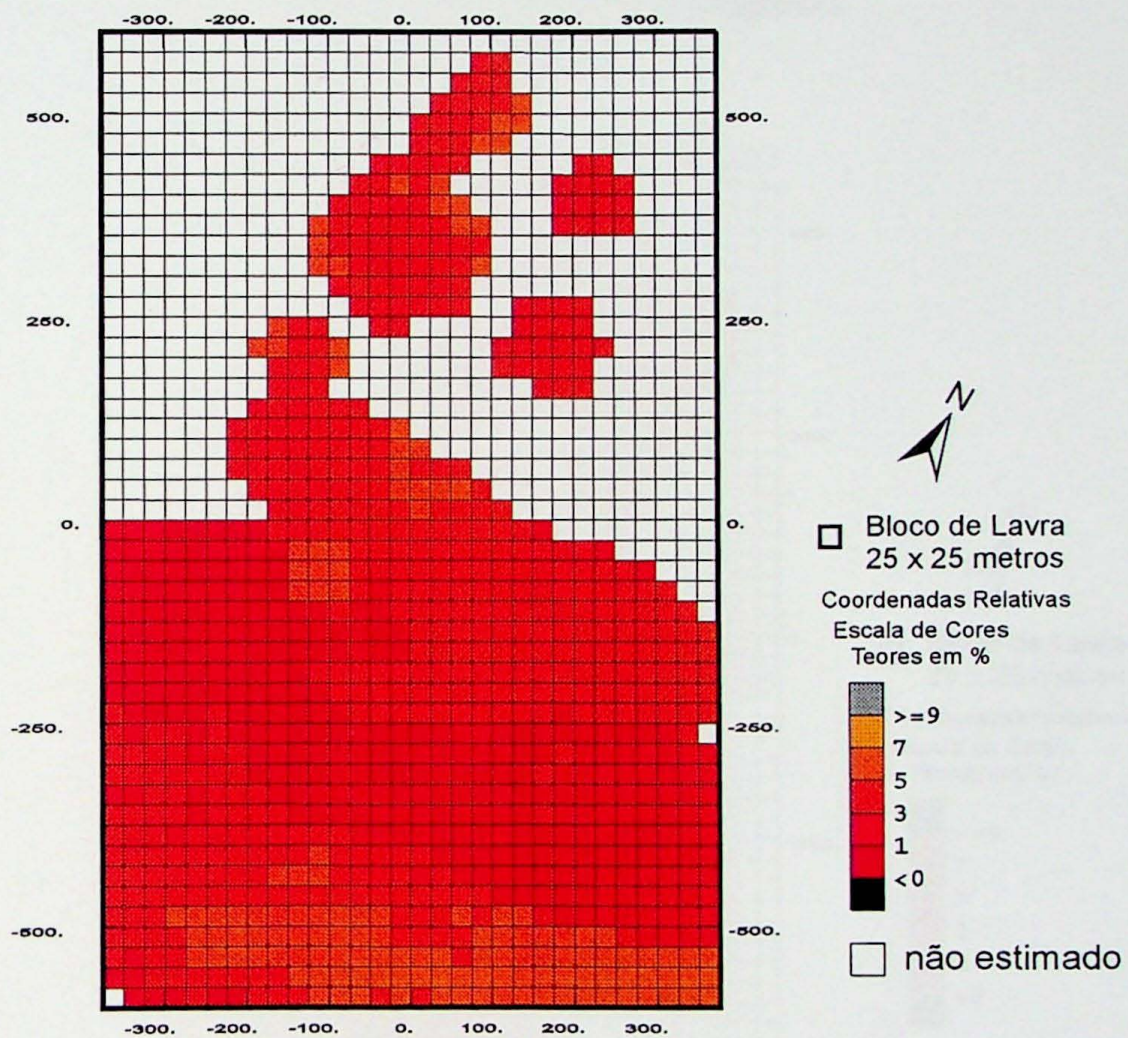 -300. -200. -100. 0. 100. 200. 300.
500. 500.
250. 250.
N
0. 0.
Bloco de Lavra
25 x 25 metros
Coordenadas Relativas
Escala de Cores
Teores em %
>=9
-250. -250.
7
5
3
1
<0
-500. -500.
não estimado
-300. -200. -100. 0. 100. 200. 300.